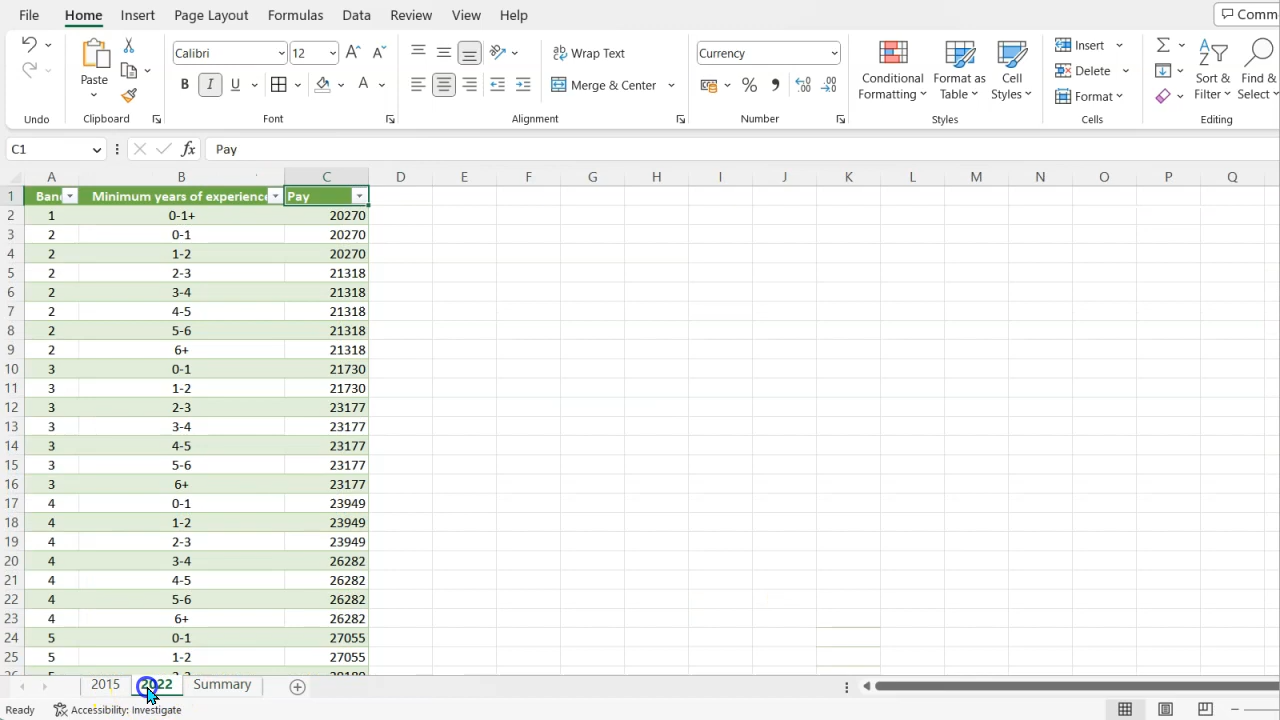 File Home Insert Page Layout Formulas Data Review View Help Comm
Calibri 12 Wrap Text Currency Insert
Paste B I U A Merge & Center % Conditional Formatting Format as Table Cell Styles Delete Format Sort & Filter Find & Select
Undo Clipboard Font Alignment Number Styles Cells Editing
C1 fx Pay
A B C D E F G H I J K L M N O P Q
1 Ban Minimum years of experience Pay
2 1 0-1+ 20270
3 2 0-1 20270
4 2 1-2 20270
5 2 2-3 21318
6 2 3-4 21318
7 2 4-5 21318
8 2 5-6 21318
9 2 6+ 21318
10 3 0-1 21730
11 3 1-2 21730
12 3 2-3 23177
13 3 3-4 23177
14 3 4-5 23177
15 3 5-6 23177
16 3 6+ 23177
17 4 0-1 23949
18 4 1-2 23949
19 4 2-3 23949
20 4 3-4 26282
21 4 4-5 26282
22 4 5-6 26282
23 4 6+ 26282
24 5 0-1 27055
25 5 1-2 27055
2015 2022 Summary
Ready Accessibility: Investigate